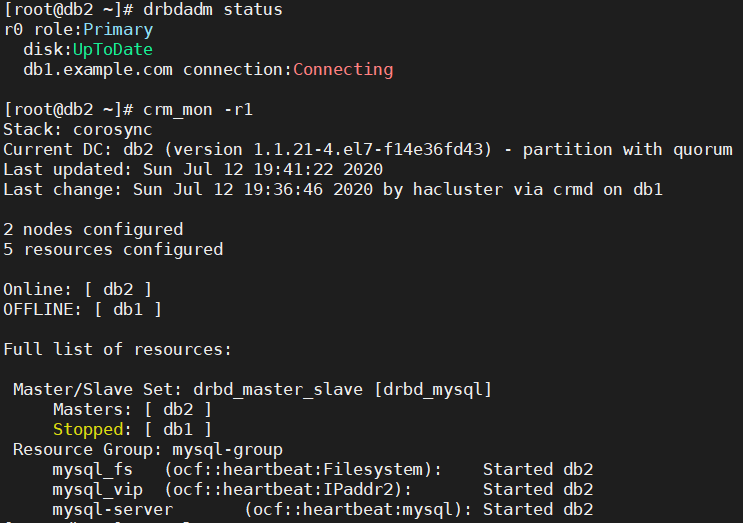 [root@db2 ~]# drbdadm status
r0 role:Primary
  disk:UpToDate
  db1.example.com connection:Connecting

[root@db2 ~]# crm_mon -r1
Stack: corosync
Current DC: db2 (version 1.1.21-4.el7-f14e36fd43) - partition with quorum
Last updated: Sun Jul 12 19:41:22 2020
Last change: Sun Jul 12 19:36:46 2020 by hacluster via crmd on db1

2 nodes configured
5 resources configured

Online: [ db2 ]
OFFLINE: [ db1 ]

Full list of resources:

 Master/Slave Set: drbd_master_slave [drbd_mysql]
     Masters: [ db2 ]
     Stopped: [ db1 ]
 Resource Group: mysql-group
     mysql_fs   (ocf::heartbeat:Filesystem):    Started db2
     mysql_vip  (ocf::heartbeat:IPaddr2):       Started db2
     mysql-server       (ocf::heartbeat:mysql): Started db2